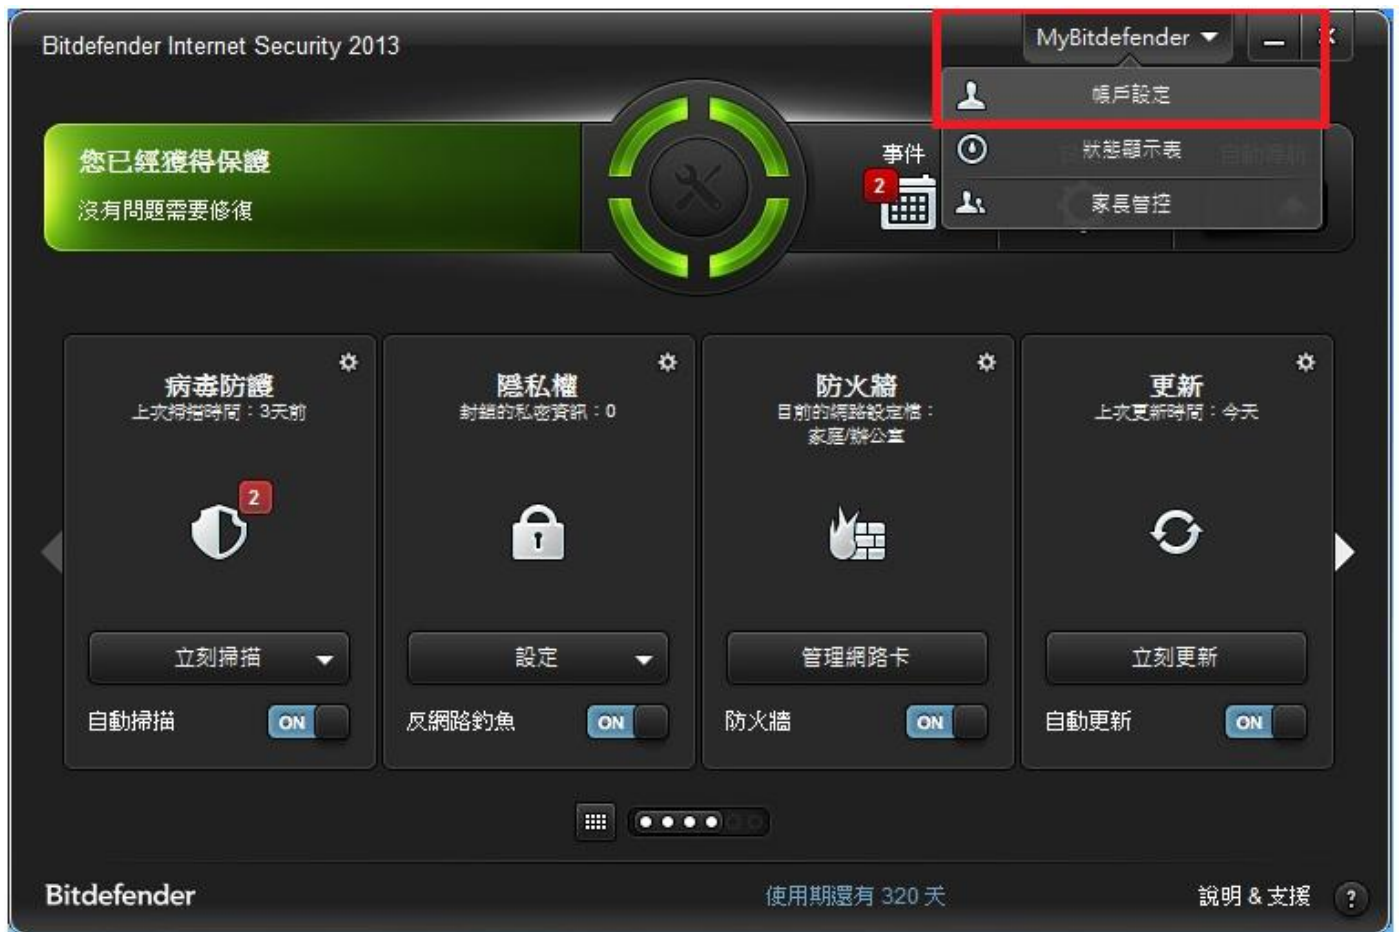 Bitdefender Internet Security 2013
MyBitdefender
帳戶設定
狀態顯示表
家長管控
您已經獲得保護
沒有問題需要修復
事件
2
病毒防護
上次掃描時間：3天前
2
立刻掃描
自動掃描
ON
隱私權
封鎖的私密資訊：0
設定
反網路釣魚
ON
防火牆
目前的網路設定檔：
家庭/辦公室
管理網路卡
防火牆
ON
更新
上次更新時間：今天
立刻更新
自動更新
ON
Bitdefender
使用期還有 320 天
說明 & 支援
?